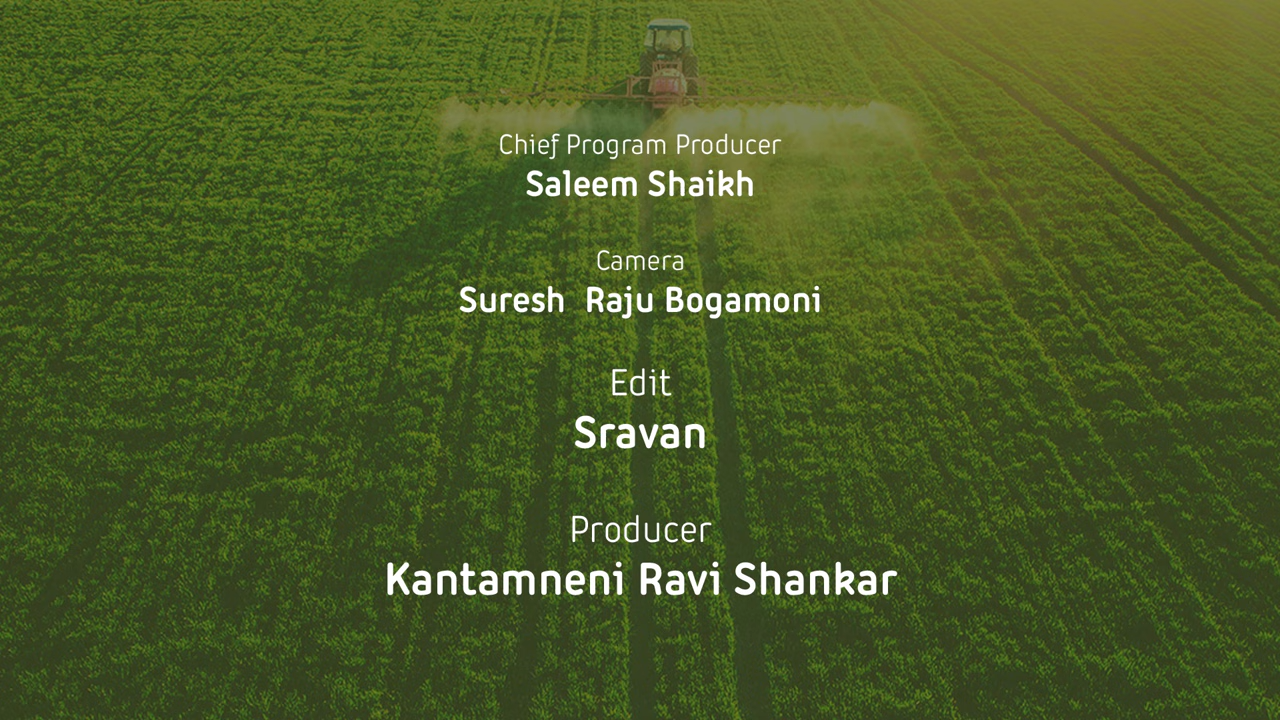 Chief Program Producer
Saleem Shaikh
Camera
Suresh  Raju Bogamoni
Edit
Sravan
Producer
Kantamneni Ravi Shankar